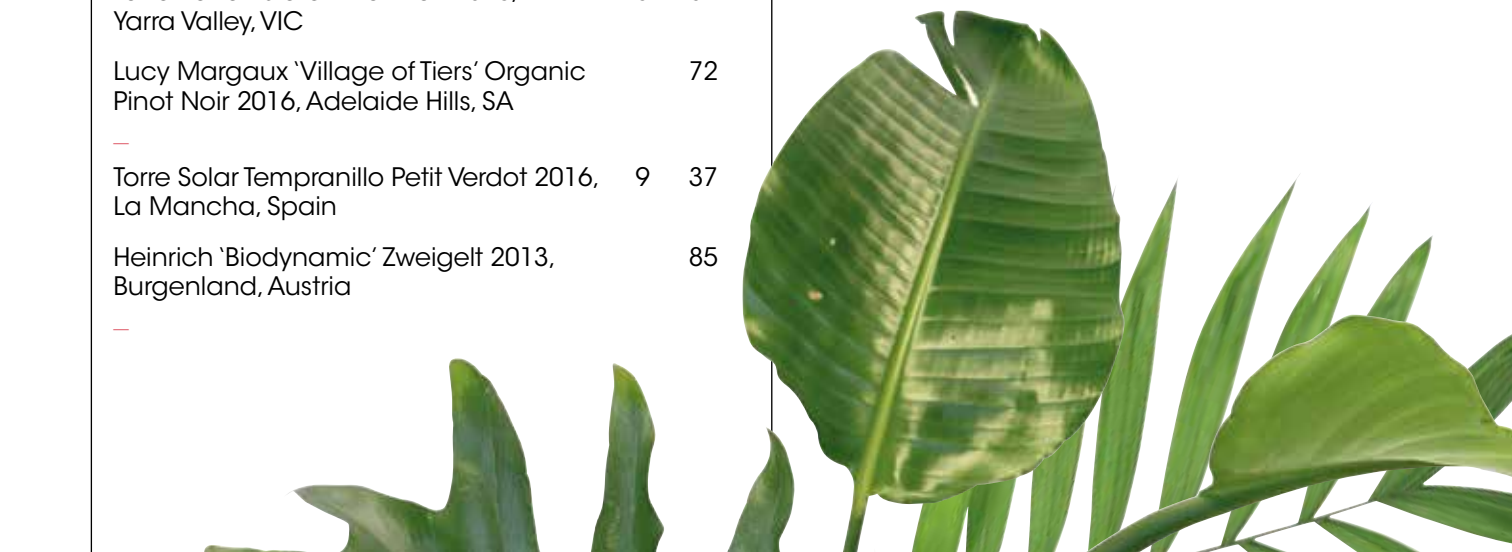 Yarra Valley, VIC
Lucy Margaux ‘Village of Tiers’ Organic 72
Pinot Noir 2016, Adelaide Hills, SA
–
Torre Solar Tempranillo Petit Verdot 2016, 9 37
La Mancha, Spain
Heinrich ‘Biodynamic’ Zweigelt 2013, 85
Burgenland, Austria
–